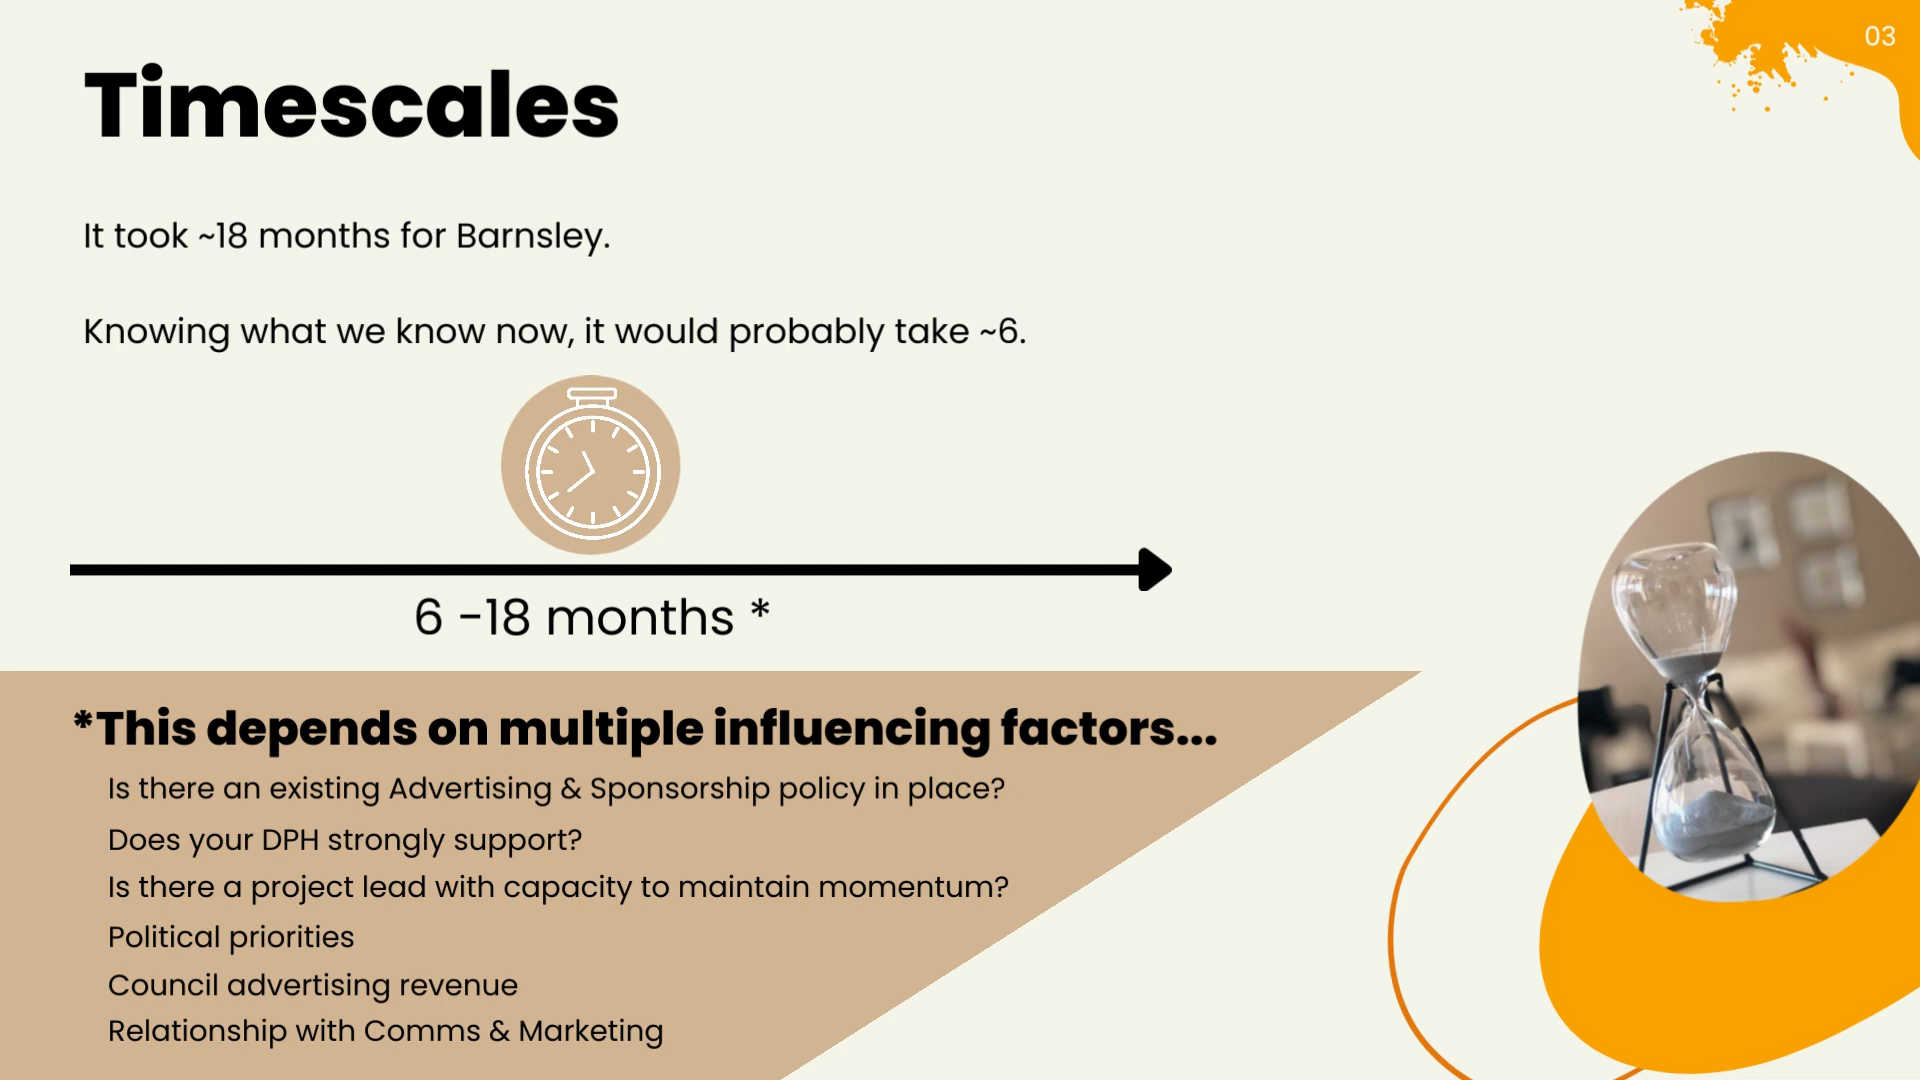 03
Timescales
It took ~18 months for Barnsley.
Knowing what we know now, it would probably take ~6.
6 -18 months *
*This depends on multiple influencing factors...
Is there an existing Advertising & Sponsorship policy in place?
Does your DPH strongly support?
Is there a project lead with capacity to maintain momentum?
Political priorities
Council advertising revenue
Relationship with Comms & Marketing